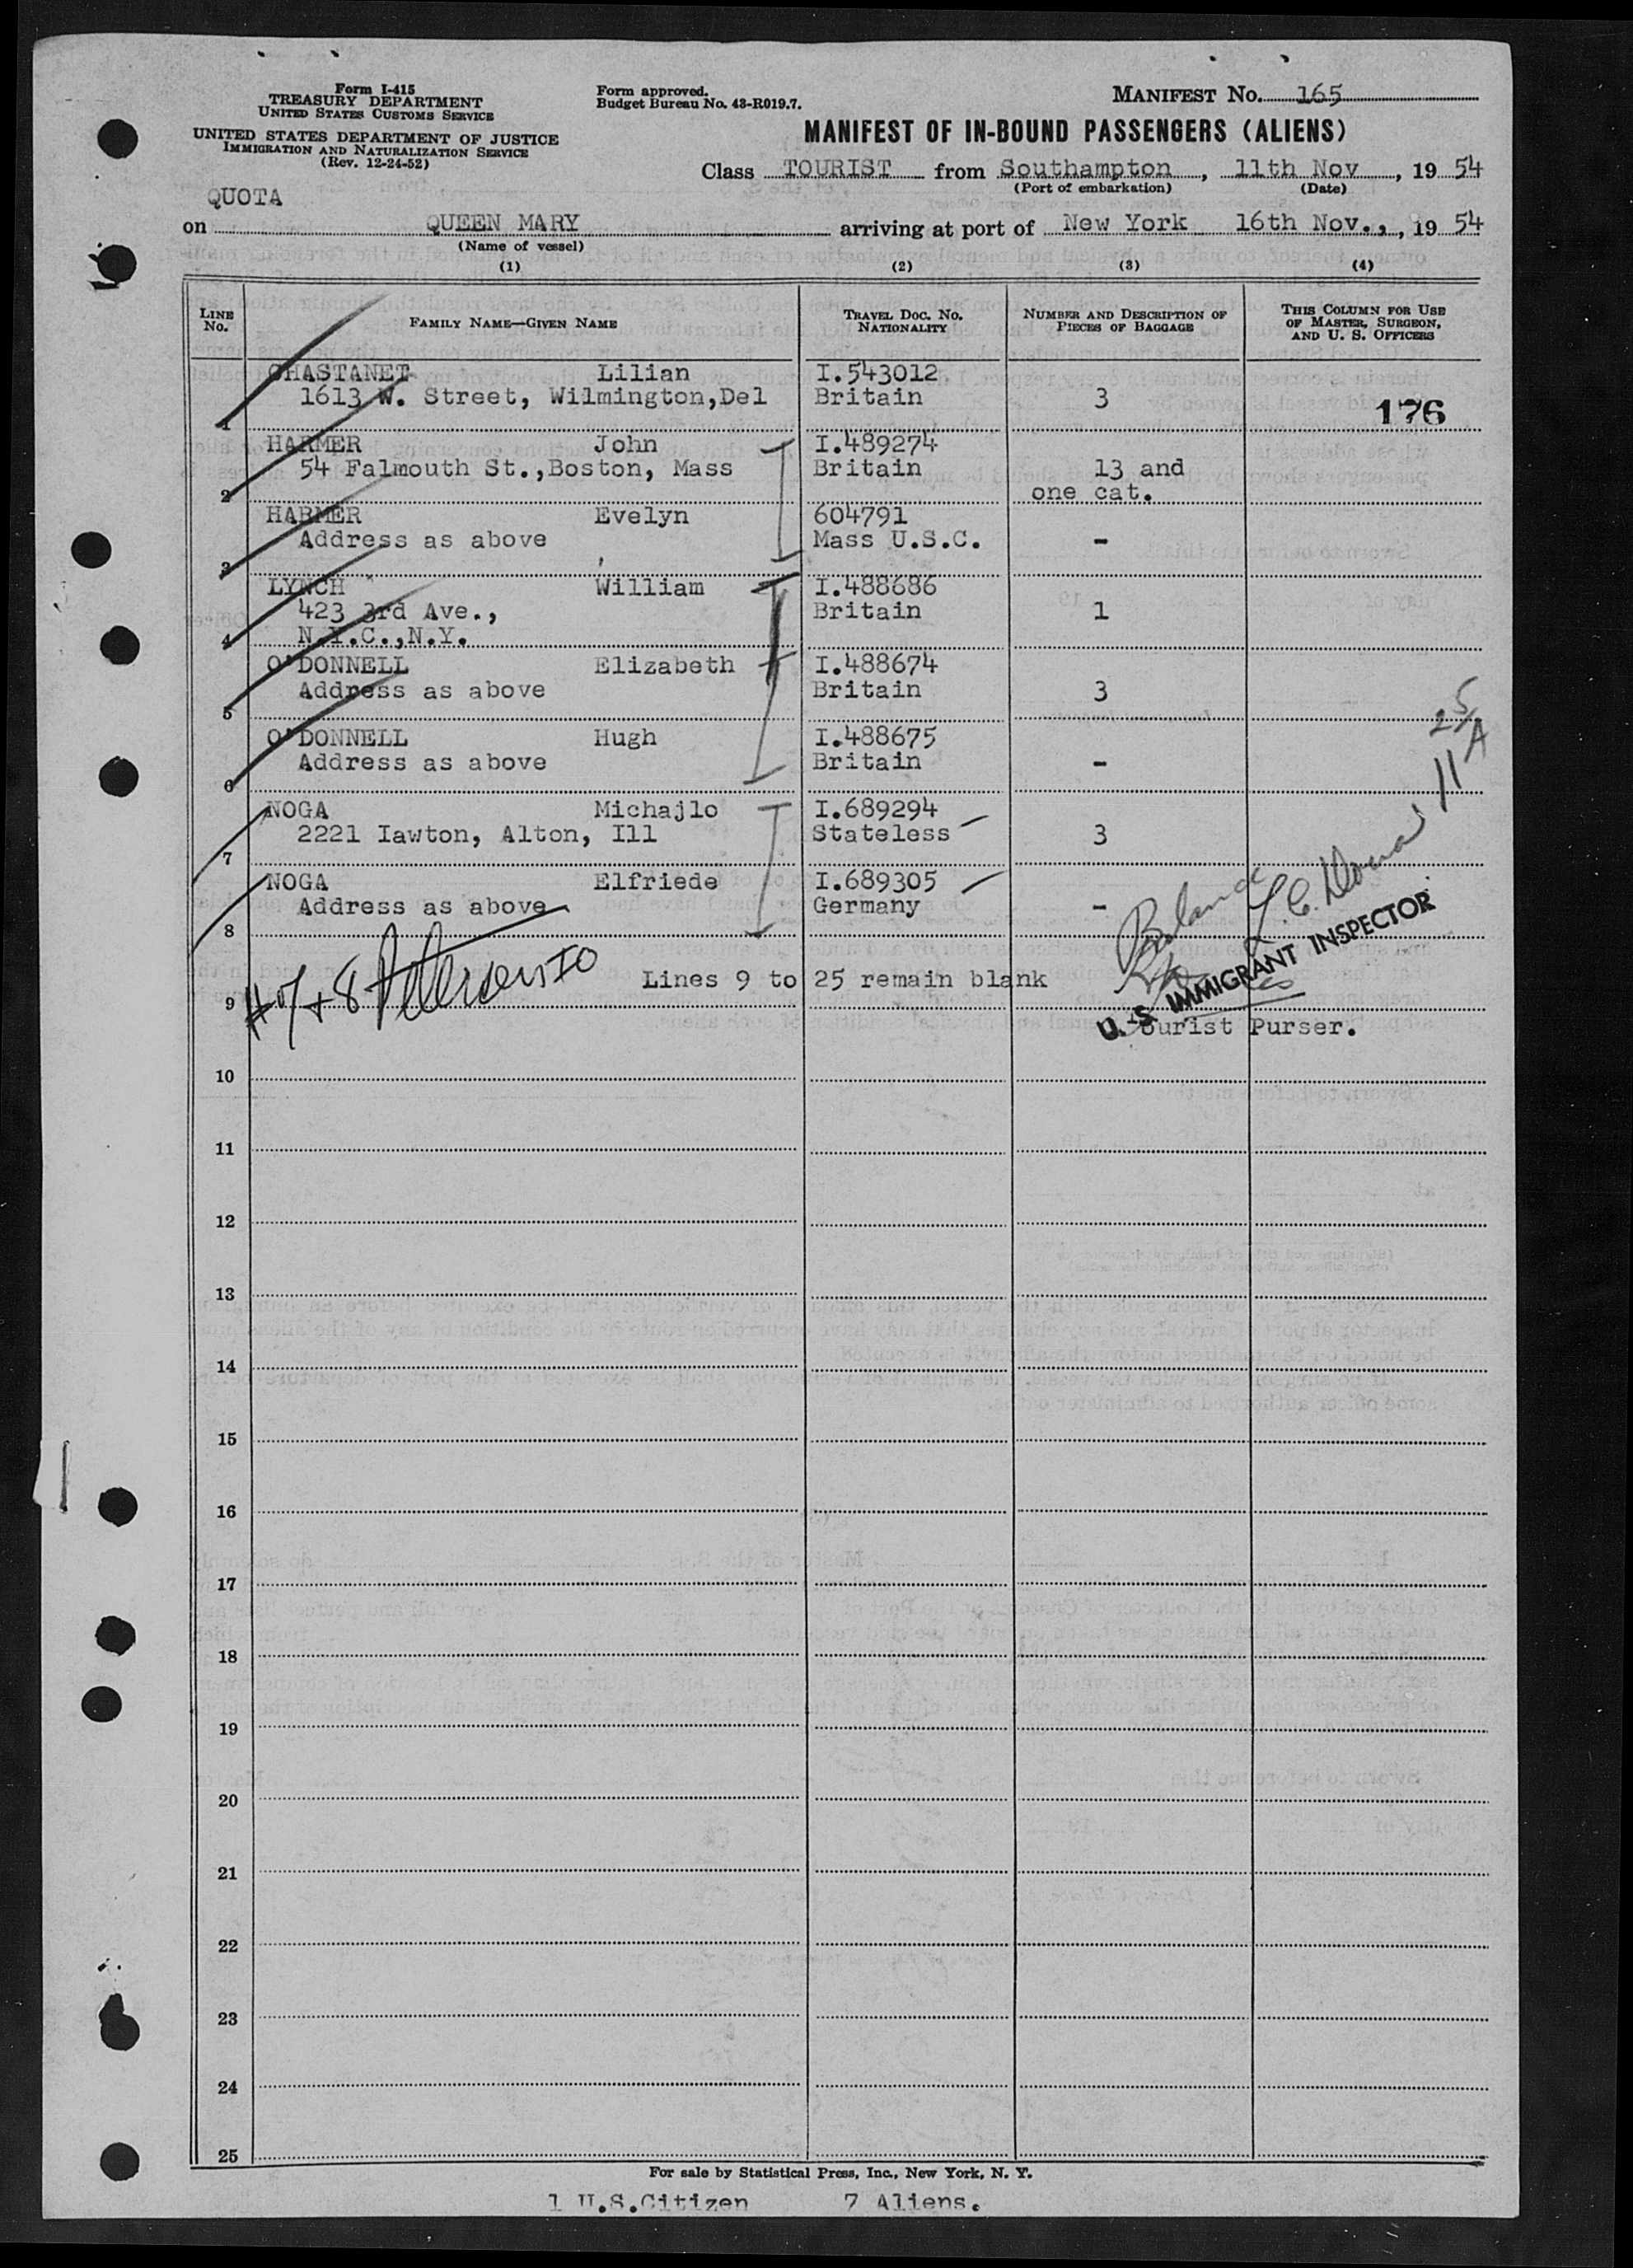 Form I-415
TREASURY DEPARTMENT
UNITED STATES CUSTOMS SERVICE
UNITED STATES DEPARTMENT OF JUSTICE
IMMIGRATION AND NATURALIZATION SERVICE
(Rev. 12-24-52)
Form approved.
Budget Bureau No. 43-R019.7.
MANIFEST NO. 165
MANIFEST OF IN-BOUND PASSENGERS (ALIENS)
Class TOURIST from Southampton, 11th Nov, 19 54
(Port of embarkation) (Date)
QUOTA
on QUEEN MARY arriving at port of New York 16th Nov., , 19 54
(Name of vessel)
(1) (2) (3) (4)
LINE NO. FAMILY NAME—GIVEN NAME TRAVEL DOC. NO. NATIONALITY NUMBER AND DESCRIPTION OF PIECES OF BAGGAGE THIS COLUMN FOR USE OF MASTER, SURGEON, AND U. S. OFFICERS
CHASTANET Lilian I.543012
1613 W. Street, Wilmington,Del Britain 3 176
1
HARMER John I.489274
54 Falmouth St.,Boston, Mass Britain 13 and
2 one cat.
HARMER Evelyn 604791
Address as above Mass U.S.C. -
3
LYNCH William I.488686
423 3rd Ave., Britain 1
4 N.Y.C.,N.Y.
O'DONNELL Elizabeth I.488674
Address as above Britain 3
5
O'DONNELL Hugh I.488675
Address as above Britain -
6
NOGA Michajlo I.689294
2221 Iawton, Alton, Ill Stateless 3
7
NOGA Elfriede I.689305
Address as above Germany -
8
25/
11A
Balance
#7+8
Lines 9 to 25 remain blank
U. S. IMMIGRANT INSPECTOR
9
Tourist Purser.
10
11
12
13
14
15
16
17
18
19
20
21
22
23
24
25
For sale by Statistical Press, Inc., New York, N. Y.
1 U.S.Citizen 7 Aliens.